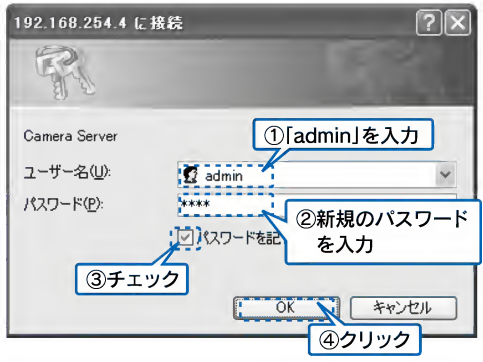 192.168.254.4 に接続
Camera Server
①「admin」を入力
ユーザー名(U):
admin
パスワード(P):
****
②新規のパスワード
を入力
パスワードを記
③チェック
OK
キャンセル
④クリック